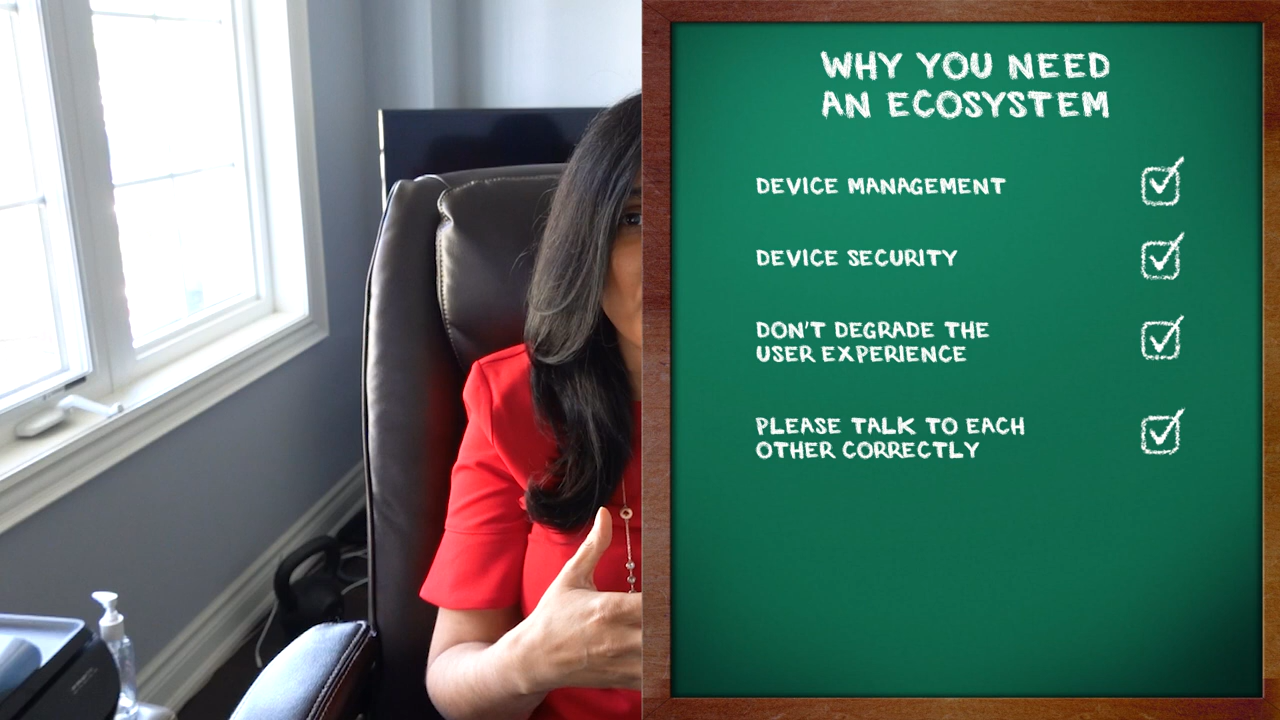 WHY YOU NEED
AN ECOSYSTEM
DEVICE MANAGEMENT
DEVICE SECURITY
DON'T DEGRADE THE
USER EXPERIENCE
PLEASE TALK TO EACH
OTHER CORRECTLY